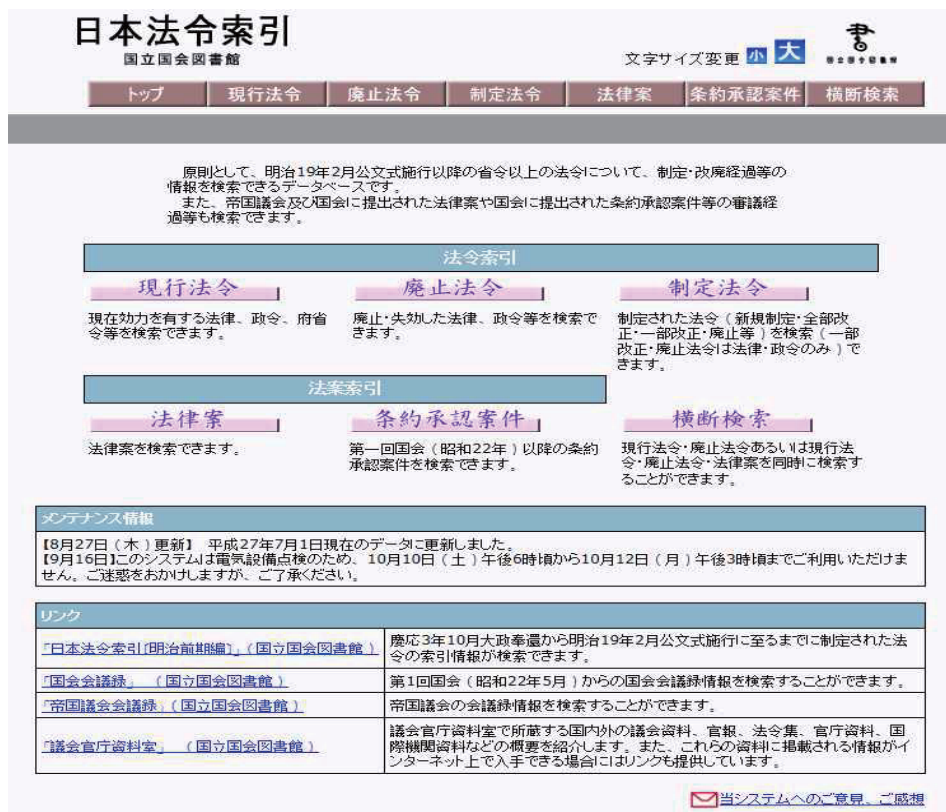 日本法令索引
国立国会図書館
文字サイズ変更 小 大
トップ 現行法令 廃止法令 制定法令 法律案 条約承認案件 横断検索
原則として、明治19年2月公文式施行以降の省令以上の法令について、制定・改廃経過等の
情報を検索できるデータベースです。
また、帝国議会及び国会に提出された法律案や国会に提出された条約承認案件等の審議経
過等も検索できます。
法令索引
現行法令 廃止法令 制定法令
現在効力を有する法律、政令、府省
令等を検索できます。
廃止・失効した法律、政令等を検索で
きます。
制定された法令(新規制定・全部改
正・一部改正・廃止等)を検索(一部
改正・廃止法令は法律・政令のみ)で
きます。
法案索引
法律案 条約承認案件 横断検索
法律案を検索できます。
第一回国会(昭和22年)以降の条約
承認案件を検索できます。
現行法令・廃止法令あるいは現行法
令・廃止法令・法律案を同時に検索す
ることができます。
メンテナンス情報
【8月27日(木)更新】 平成27年7月1日現在のデータに更新しました。
【9月16日】このシステムは電気設備点検のため、10月10日(土)午後6時頃から10月12日(月)午後3時頃までご利用いただけま
せん。ご迷惑をおかけしますが、ご了承ください。
リンク
「日本法令索引〔明治前期編〕」(国立国会図書館)
慶応3年10月大政奉還から明治19年2月公文式施行に至るまでに制定された法
令の索引情報が検索できます。
「国会会議録」 (国立国会図書館)
第1回国会(昭和22年5月)からの国会会議録情報を検索することができます。
「帝国議会会議録」(国立国会図書館)
帝国議会の会議録情報を検索することができます。
「議会官庁資料室」 (国立国会図書館)
議会官庁資料室で所蔵する国内外の議会資料、官報、法令集、官庁資料、国
際機関資料などの概要を紹介します。また、これらの資料に掲載される情報がイ
ンターネット上で入手できる場合にはリンクも提供しています。
当システムへのご意見、ご感想